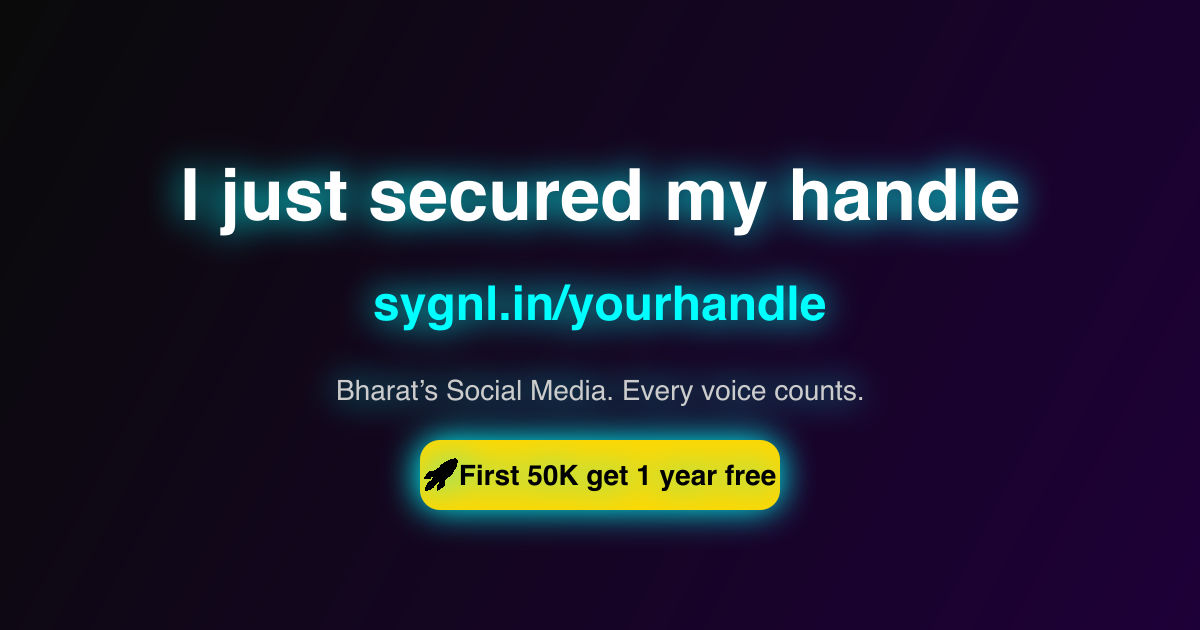 I just secured my handle
sygnl.in/yourhandle
Bharat’s Social Media. Every voice counts.
First 50K get 1 year free